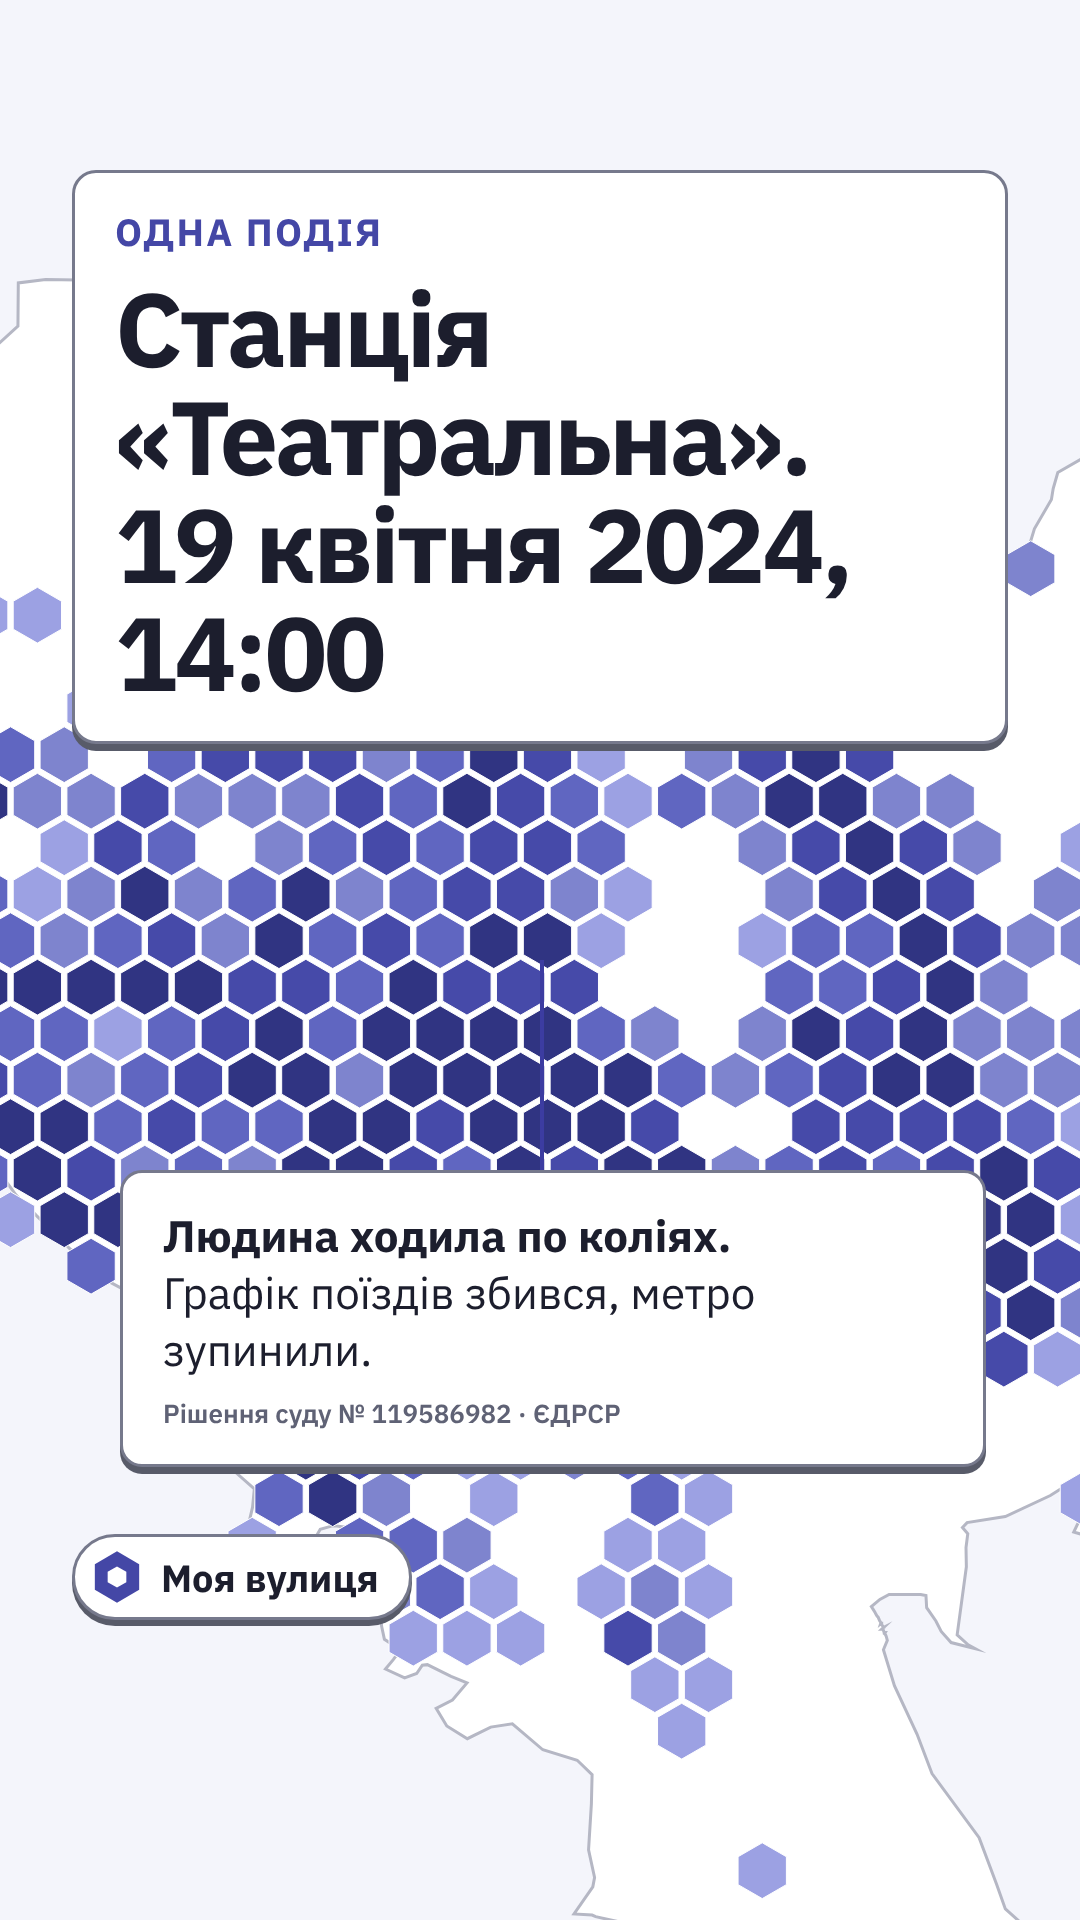 ОДНА ПОДІЯ
Станція
«Театральна».
19 квітня 2024,
14:00
Людина ходила по коліях.
Графік поїздів збився, метро
зупинили.
Рішення суду № 119586982 · ЄДРСР
Моя вулиця